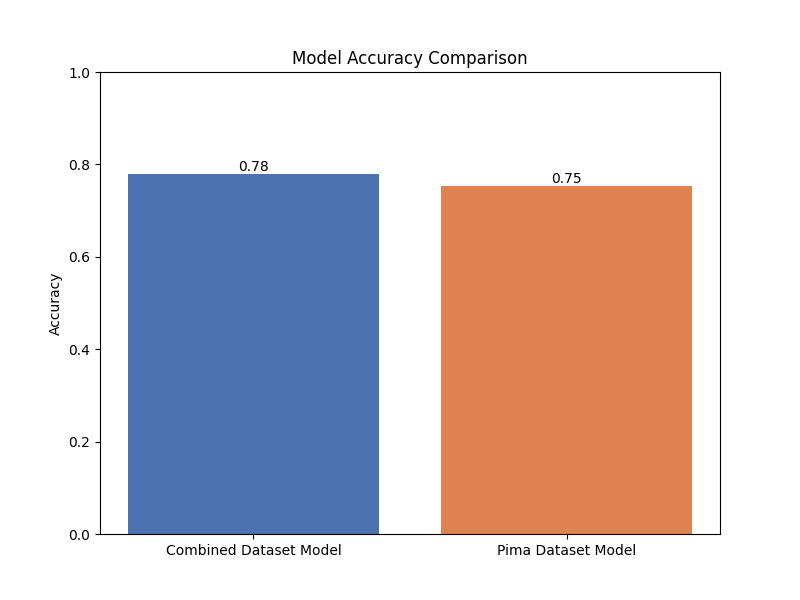 Model Accuracy Comparison
1.0
0.8
0.6
0.4
0.2
0.0
Accuracy
0.78
0.75
Combined Dataset Model
Pima Dataset Model